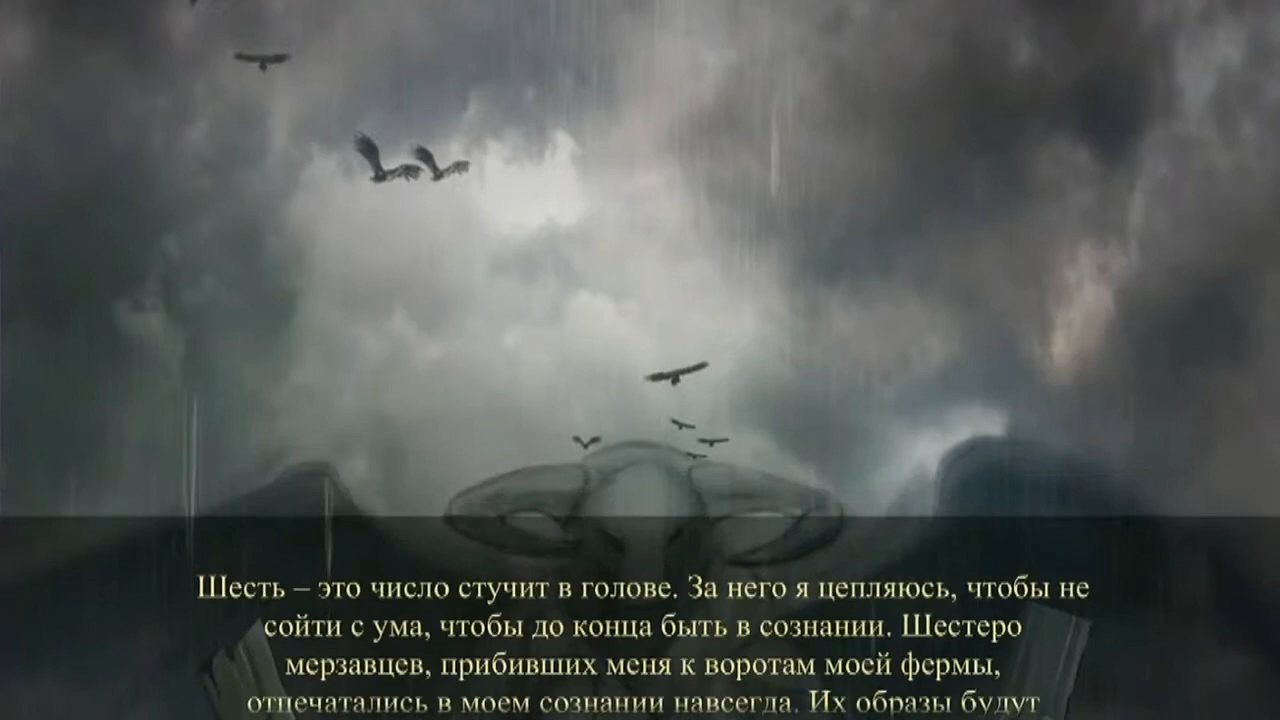 Шесть – это число стучит в голове. За него я цепляюсь, чтобы не
сойти с ума, чтобы до конца быть в сознании. Шестеро
мерзавцев, прибивших меня к воротам моей фермы,
отпечатались в моем сознании навсегда. Их образы будут